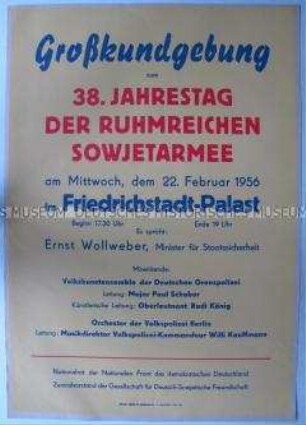 Großkundgebung
zum
38. JAHRESTAG
DER RUHMREICHEN
SOWJETARMEE
am Mittwoch, dem 22. Februar 1956
im Friedrichstadt-Palast
Beginn 17.30 Uhr Ende 19 Uhr
Es spricht:
Ernst Wollweber, Minister für Staatssicherheit
Mitwirkende:
Volkskunstensemble der Deutschen Grenzpolizei
Leitung: Major Paul Schaber
Künstlerische Leitung: Oberleutnant Rudi König
Orchester der Volkspolizei Berlin
Leitung: Musikdirektor Volkspolizei-Kommandeur Willi Kaufmann
Nationalrat der Nationalen Front des demokratischen Deutschland
Zentralvorstand der Gesellschaft für Deutsch-Sowjetische Freundschaft